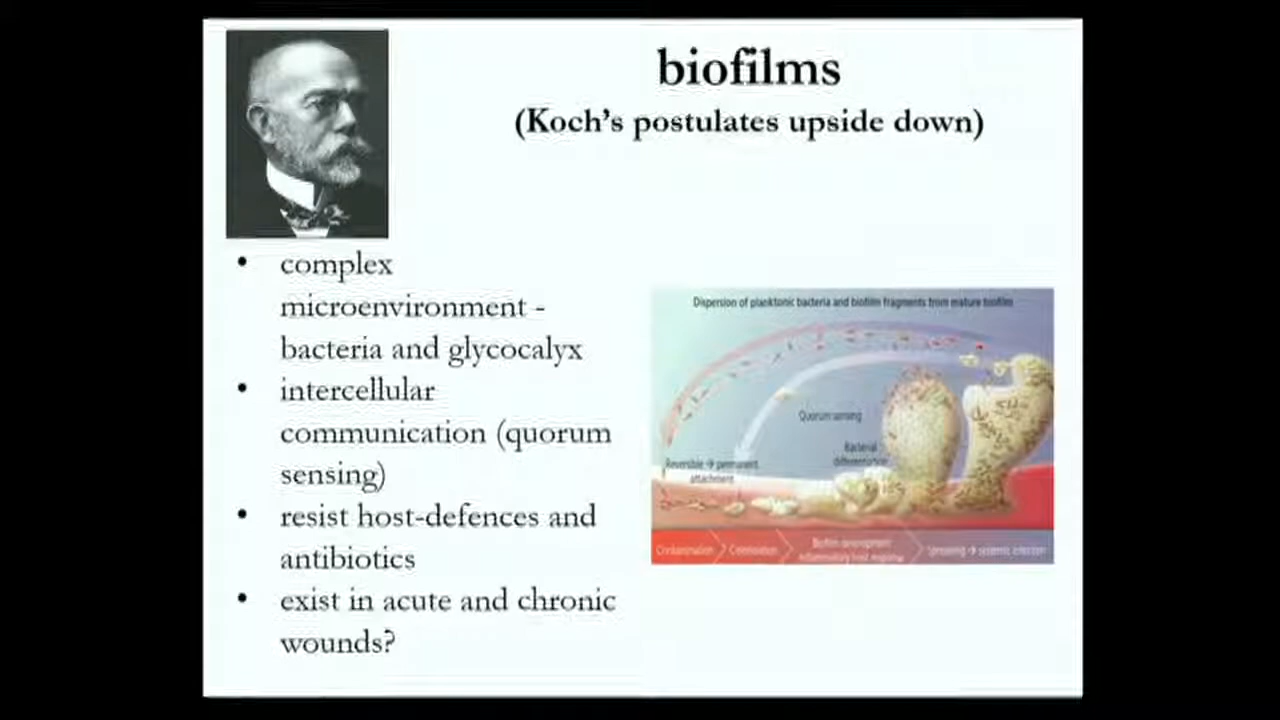 biofilms
(Koch's postulates upside down)
• complex
microenvironment -
bacteria and glycocalyx
• intercellular
communication (quorum
sensing)
• resist host-defences and
antibiotics
• exist in acute and chronic
wounds?
Dispersion of planktonic bacteria and biofilm fragments from mature biofilm
Quorum sensing
Bacterial
differentiation
Reversible → permanent
attachment
Contamination
Colonisation
Biofilm development
inflammatory host response
Spreading → systemic infection